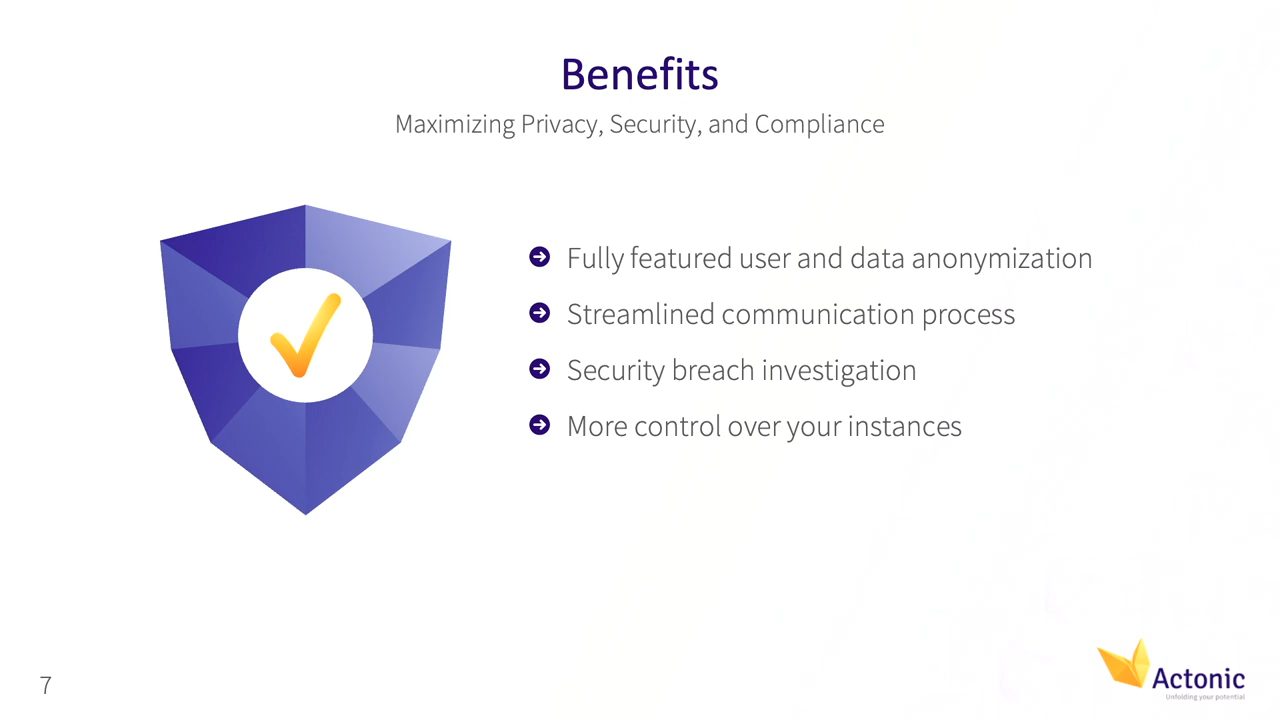 Benefits
Maximizing Privacy, Security, and Compliance
Fully featured user and data anonymization
Streamlined communication process
Security breach investigation
More control over your instances
7
Actonic
Unfolding your potential